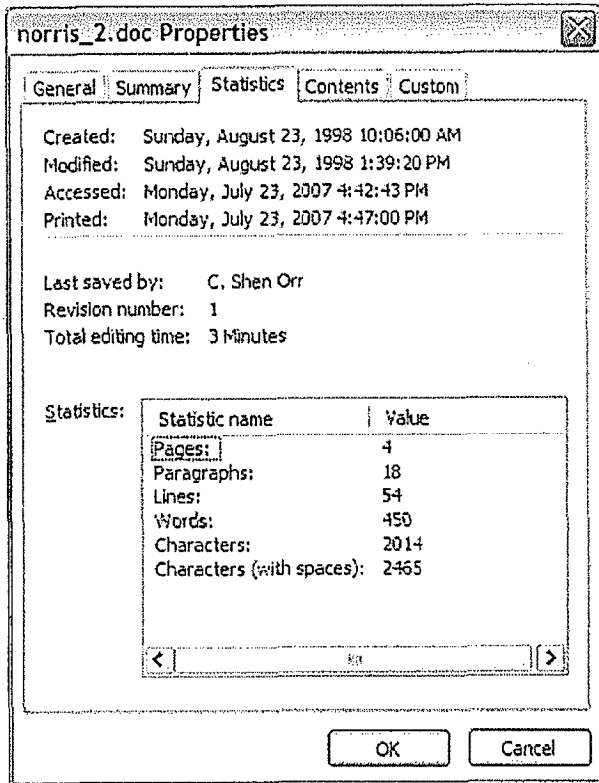 norris_2.doc Properties
General Summary Statistics Contents Custom
Created: Sunday, August 23, 1998 10:06:00 AM
Modified: Sunday, August 23, 1998 1:39:20 PM
Accessed: Monday, July 23, 2007 4:42:43 PM
Printed: Monday, July 23, 2007 4:47:00 PM
Last saved by: C. Shen Orr
Revision number: 1
Total editing time: 3 Minutes
Statistics:
Statistic name Value
Pages: 4
Paragraphs: 18
Lines: 54
Words: 450
Characters: 2014
Characters (with spaces): 2465
OK Cancel